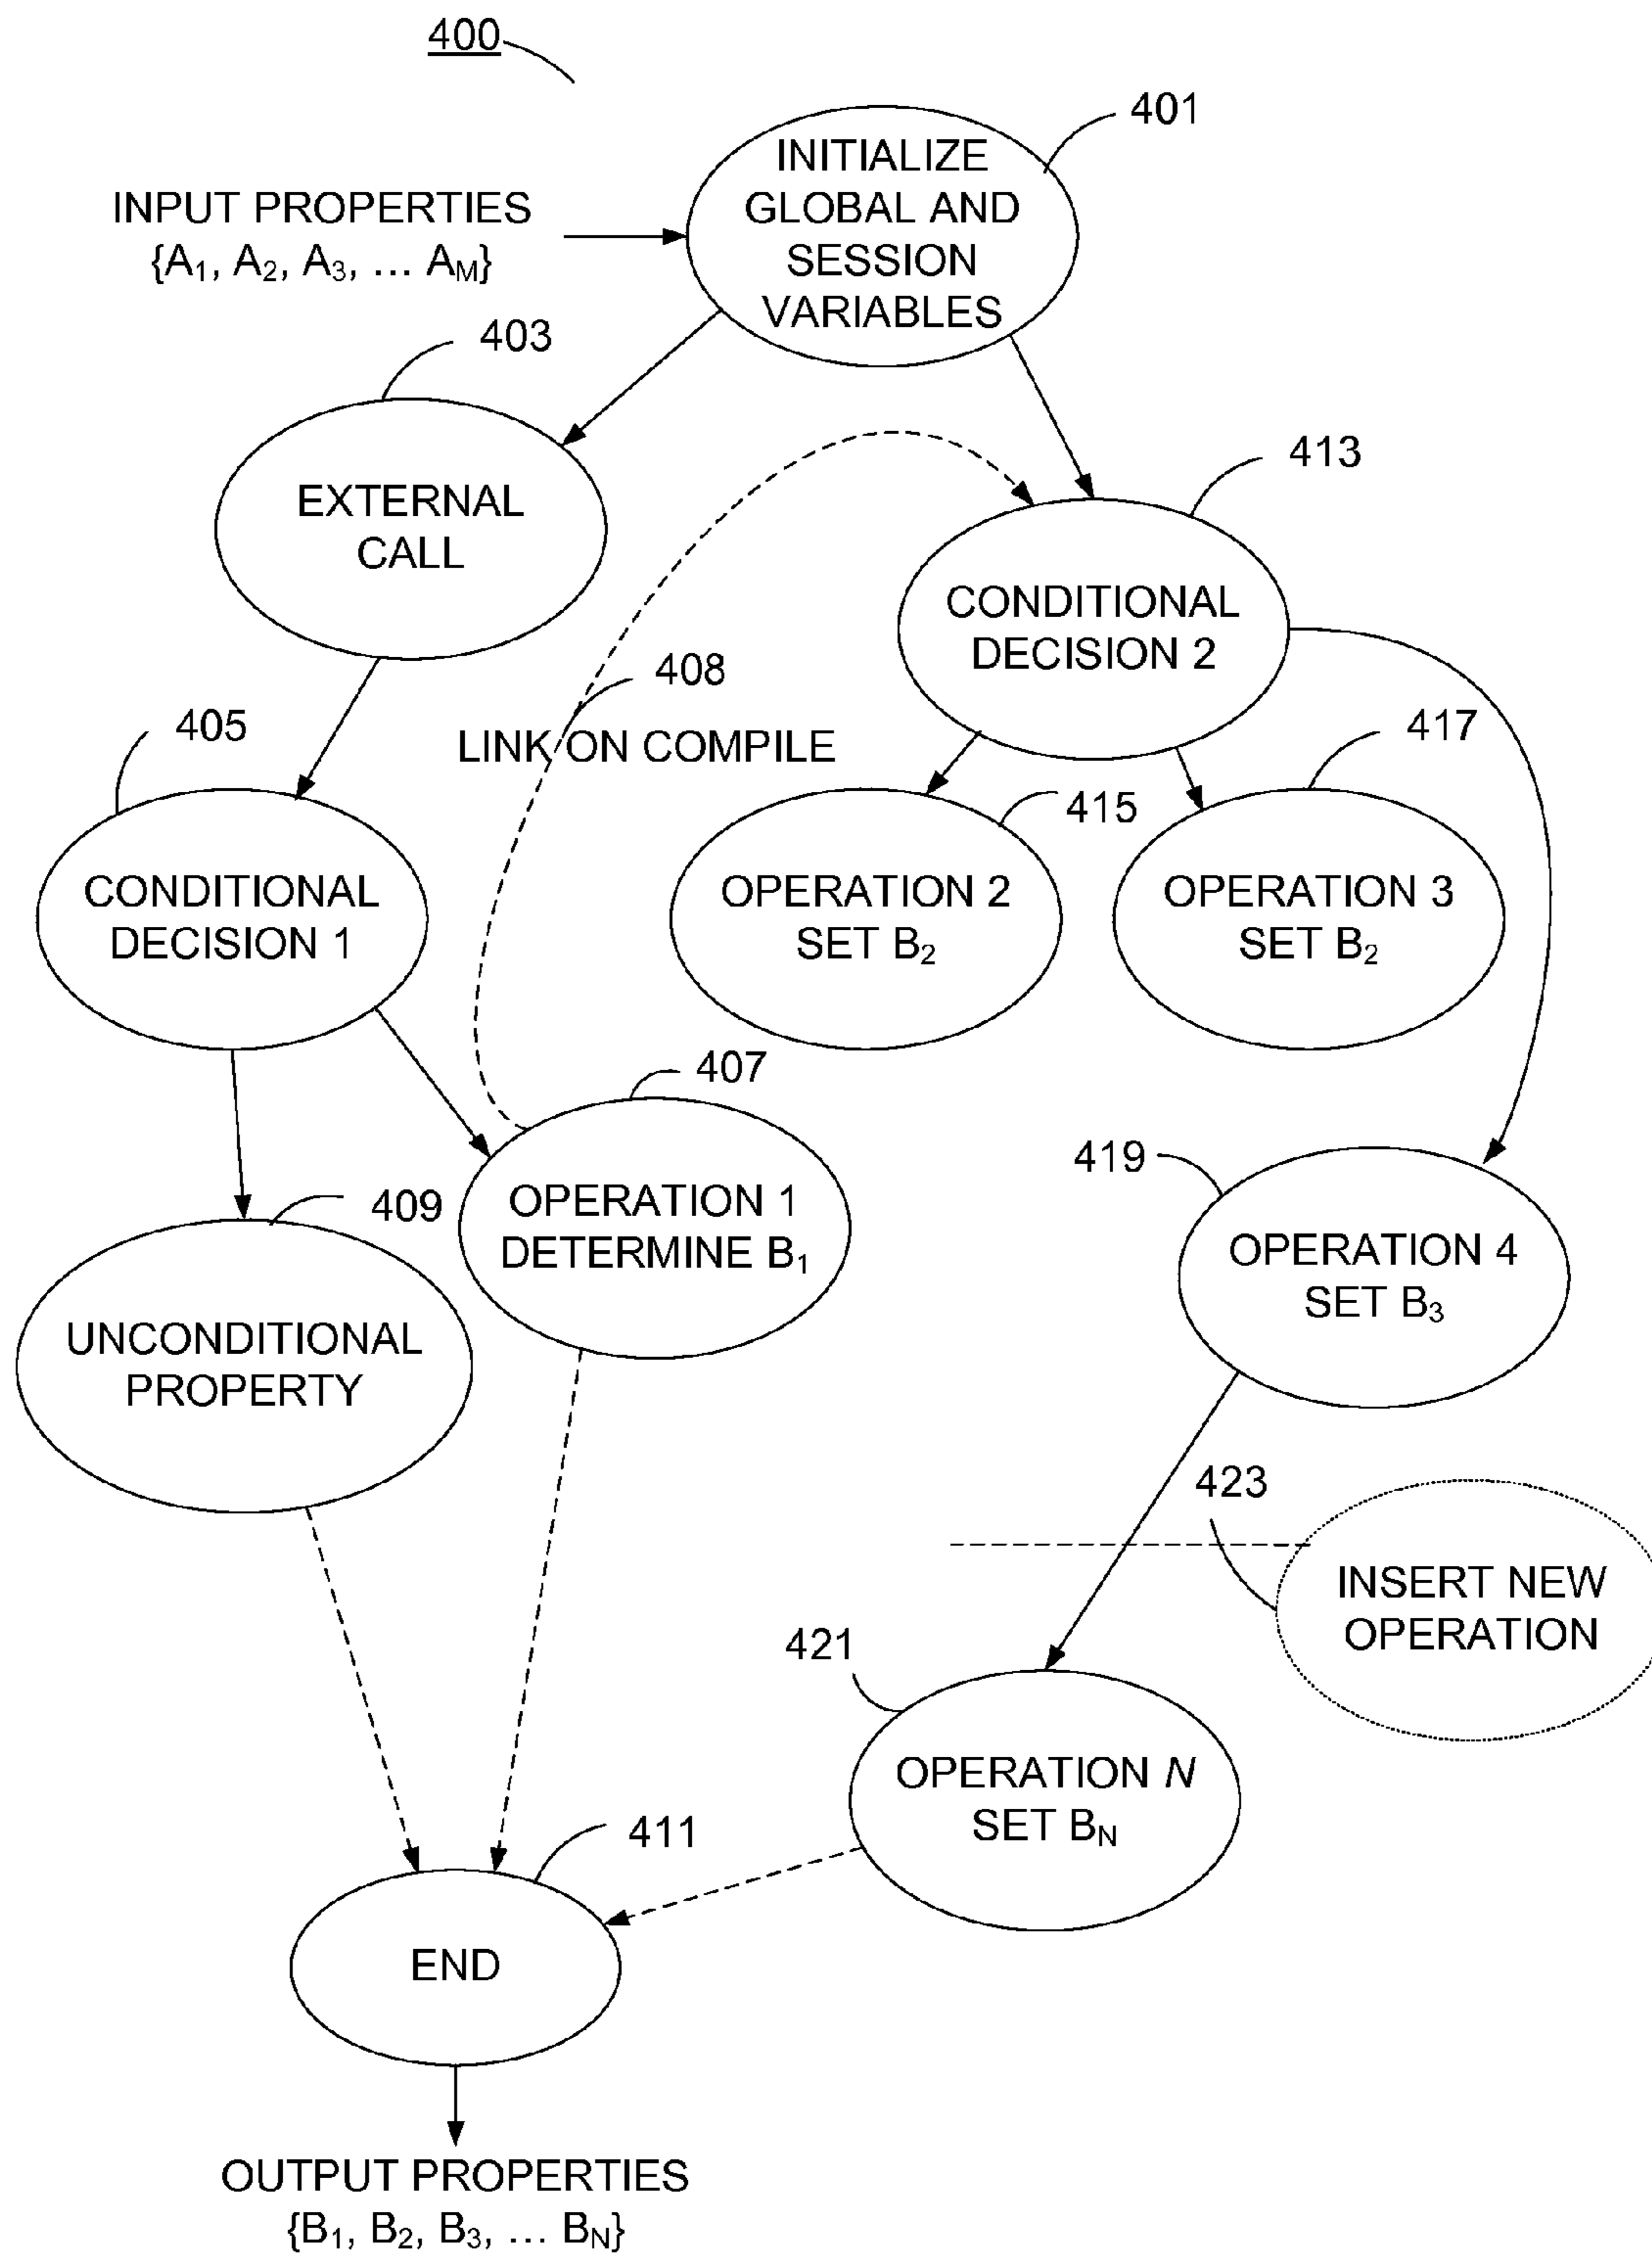 400
401
INITIALIZE
GLOBAL AND
SESSION
VARIABLES
INPUT PROPERTIES
{A₁, A₂, A₃, … A_M}
403
EXTERNAL
CALL
413
CONDITIONAL
DECISION 2
408
LINK ON COMPILE
405
CONDITIONAL
DECISION 1
415
OPERATION 2
SET B₂
417
OPERATION 3
SET B₂
407
OPERATION 1
DETERMINE B₁
409
UNCONDITIONAL
PROPERTY
419
OPERATION 4
SET B₃
423
INSERT NEW
OPERATION
421
OPERATION N
SET B_N
411
END
OUTPUT PROPERTIES
{B₁, B₂, B₃, … B_N}